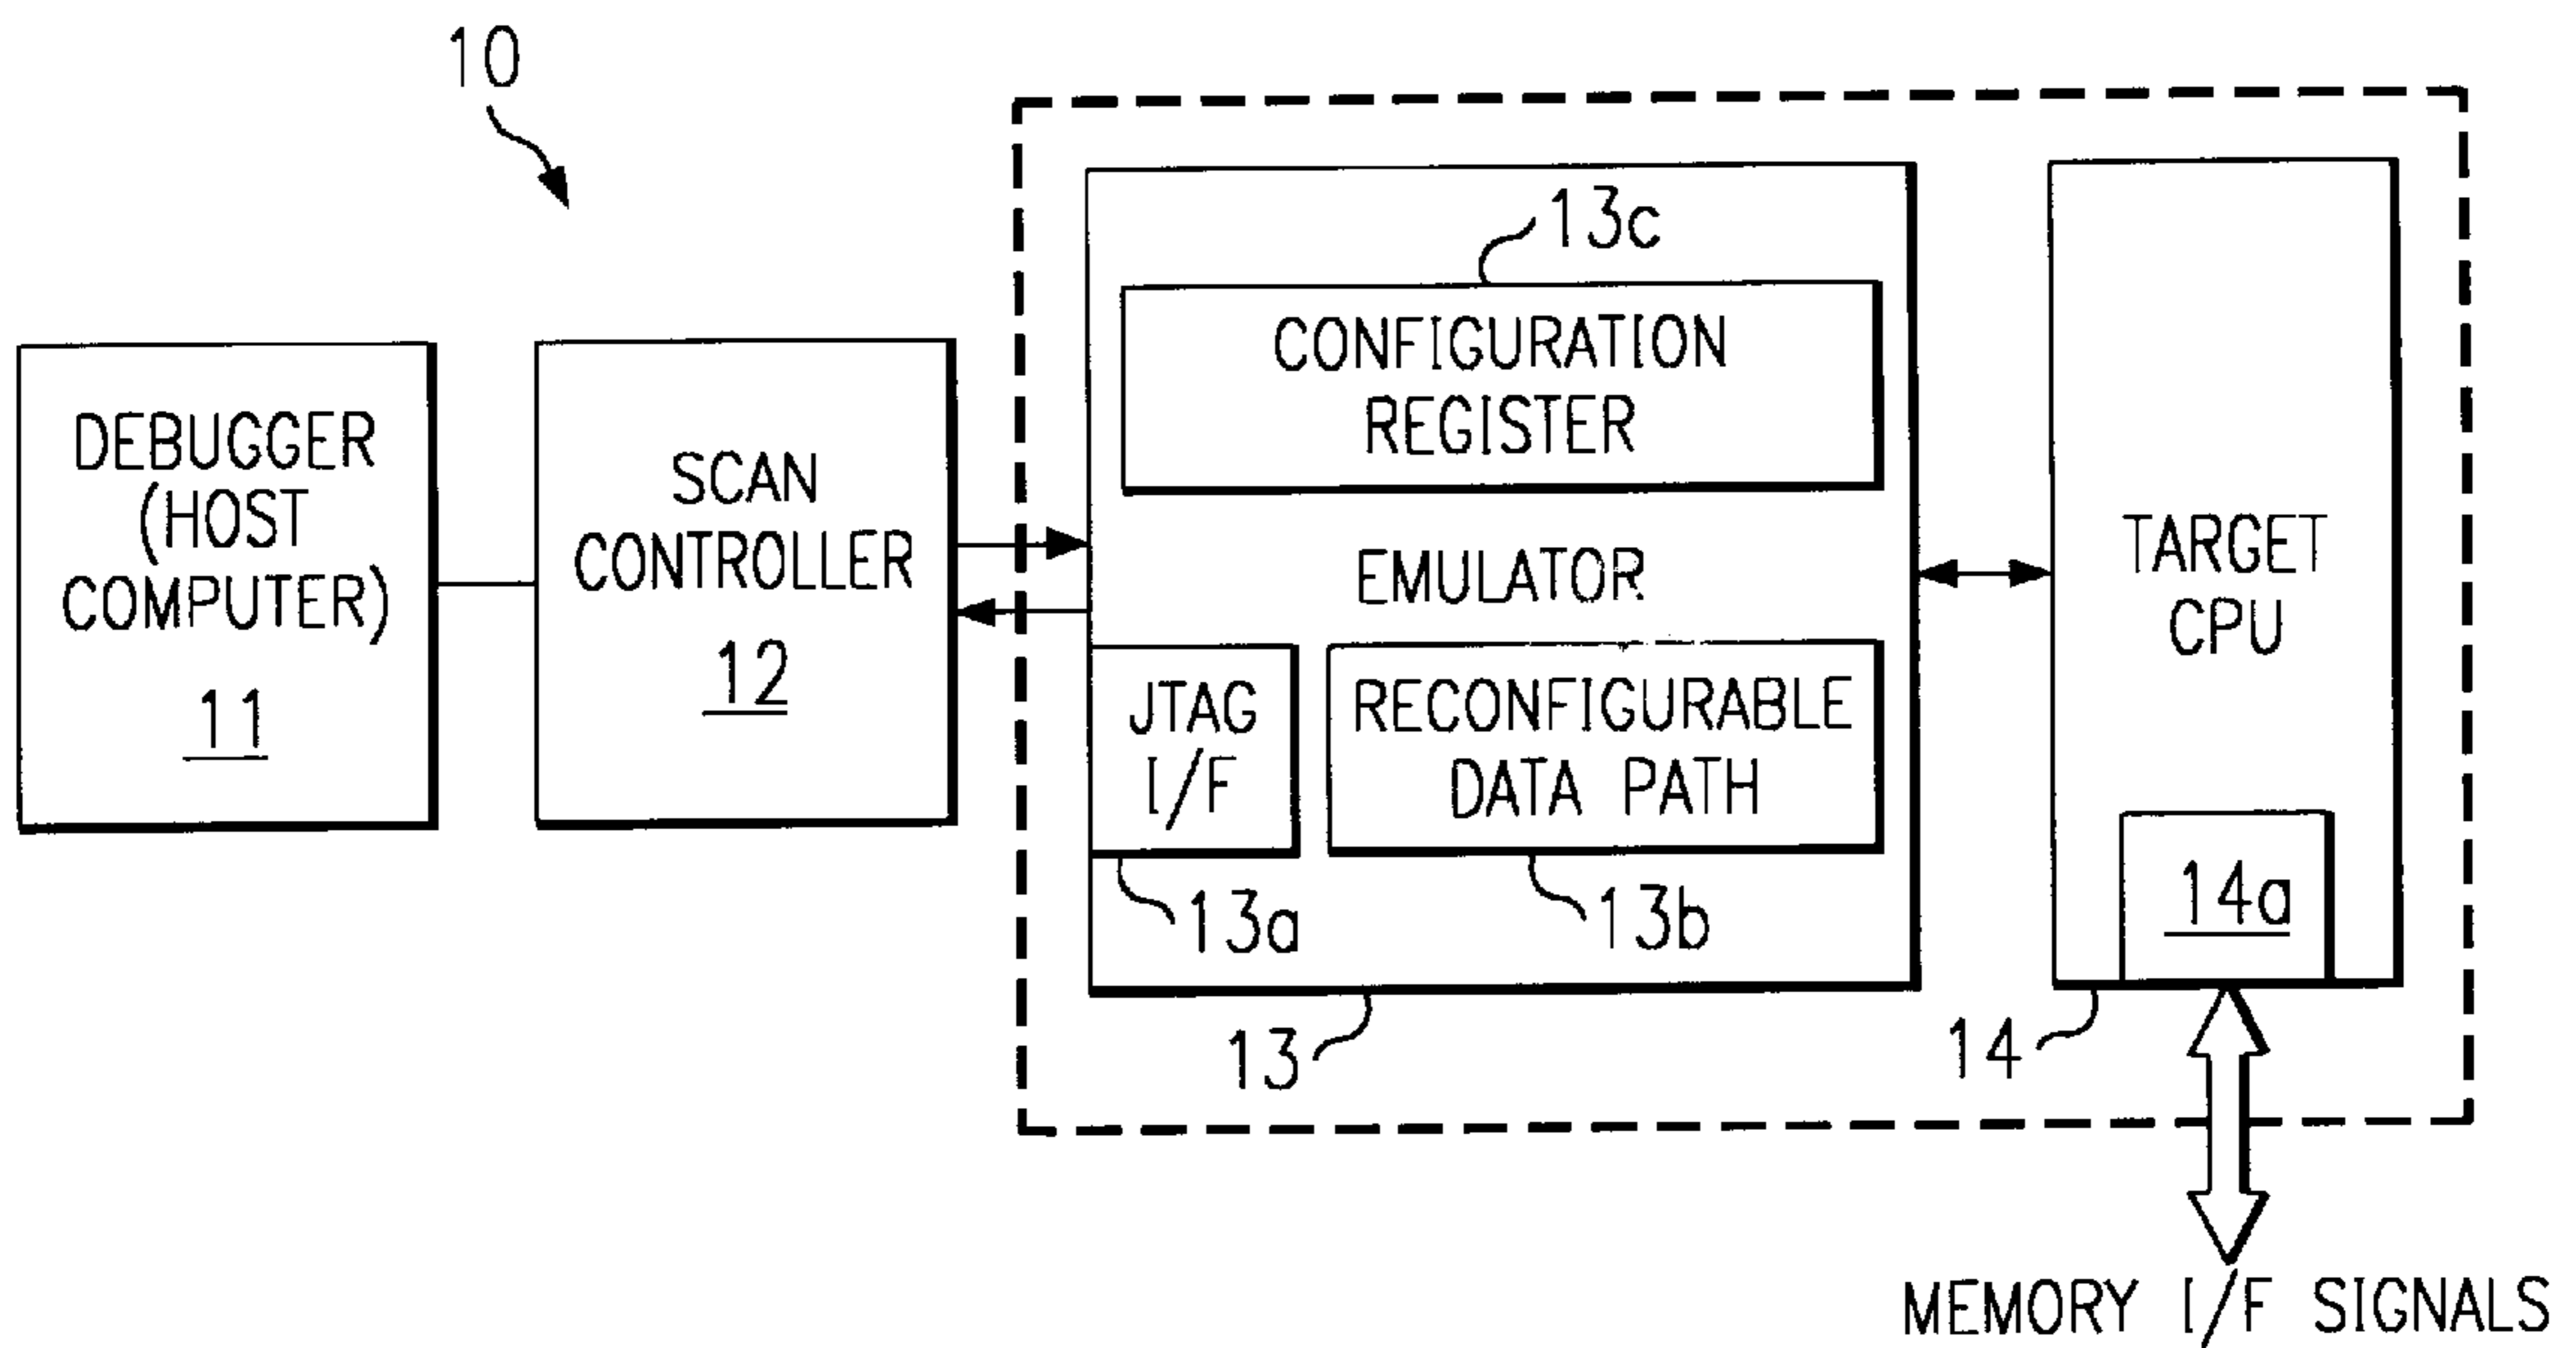 10
DEBUGGER
(HOST
COMPUTER)
11
SCAN
CONTROLLER
12
13c
CONFIGURATION
REGISTER
EMULATOR
JTAG
I/F
13a
RECONFIGURABLE
DATA PATH
13b
13
TARGET
CPU
14a
14
MEMORY I/F SIGNALS